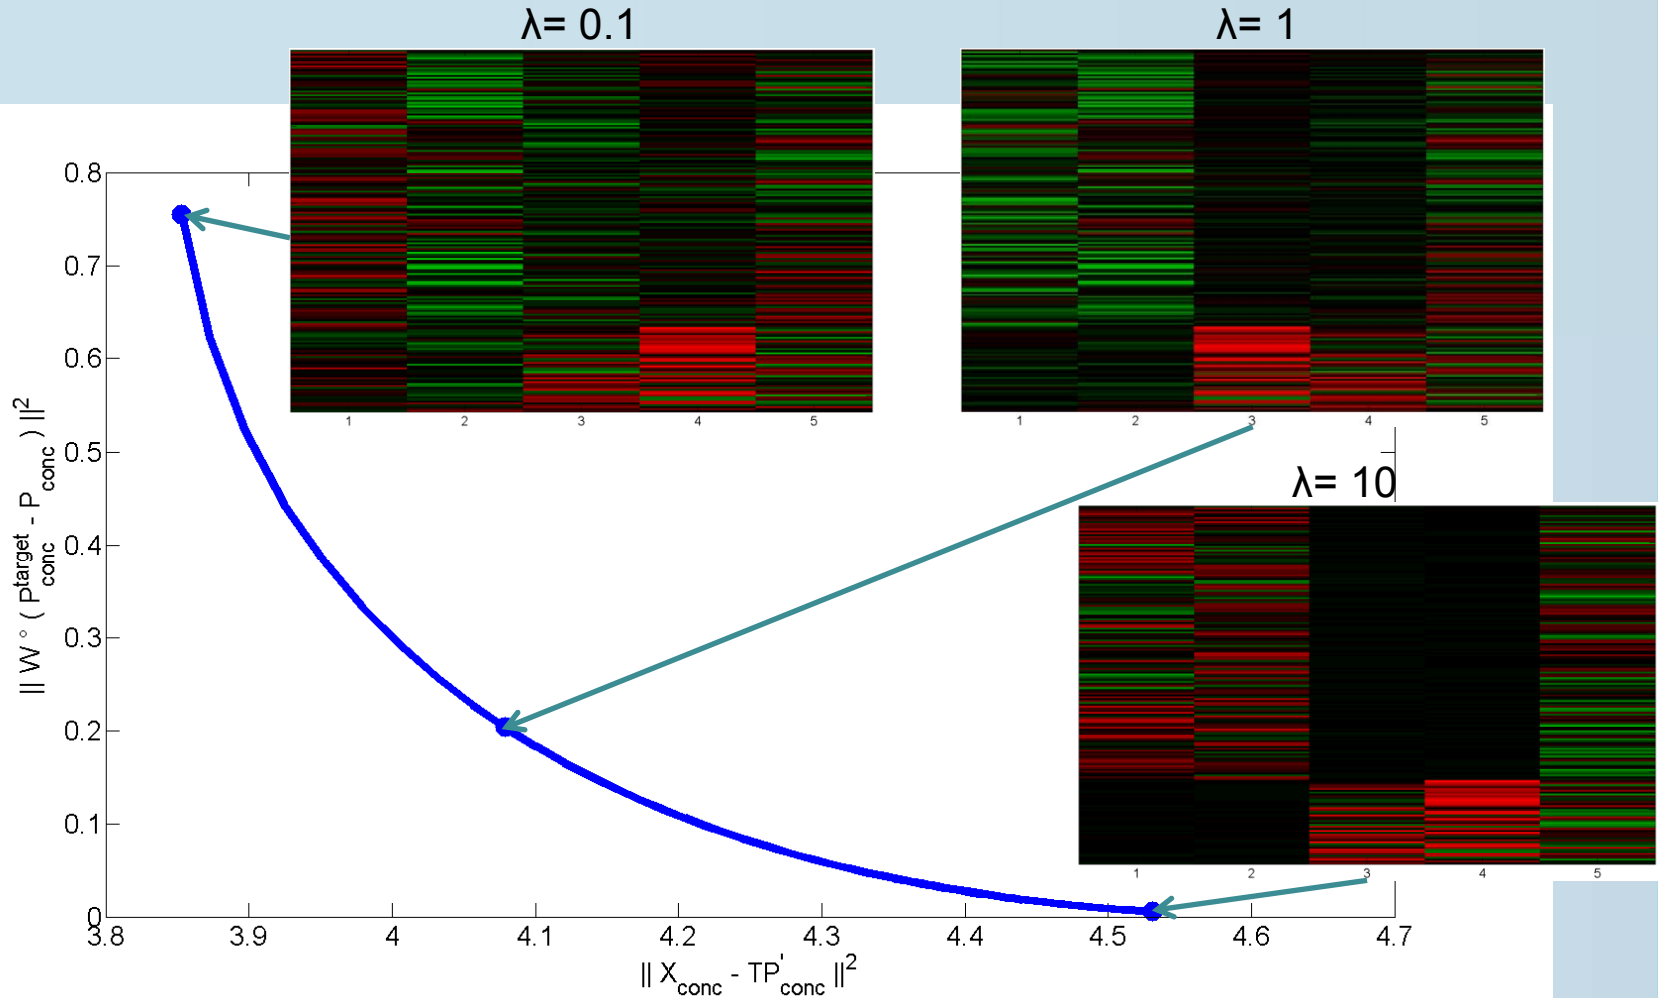 λ= 0.1
λ= 1
1 2 3 4 5
1 2 3 4 5
λ= 10
1 2 3 4 5
0.8
0.7
0.6
0.5
0.4
0.3
0.2
0.1
0
3.8 3.9 4 4.1 4.2 4.3 4.4 4.5 4.6 4.7
|| W ° ( P^target_conc - P_conc ) ||²
|| X_conc - TP'_conc ||²